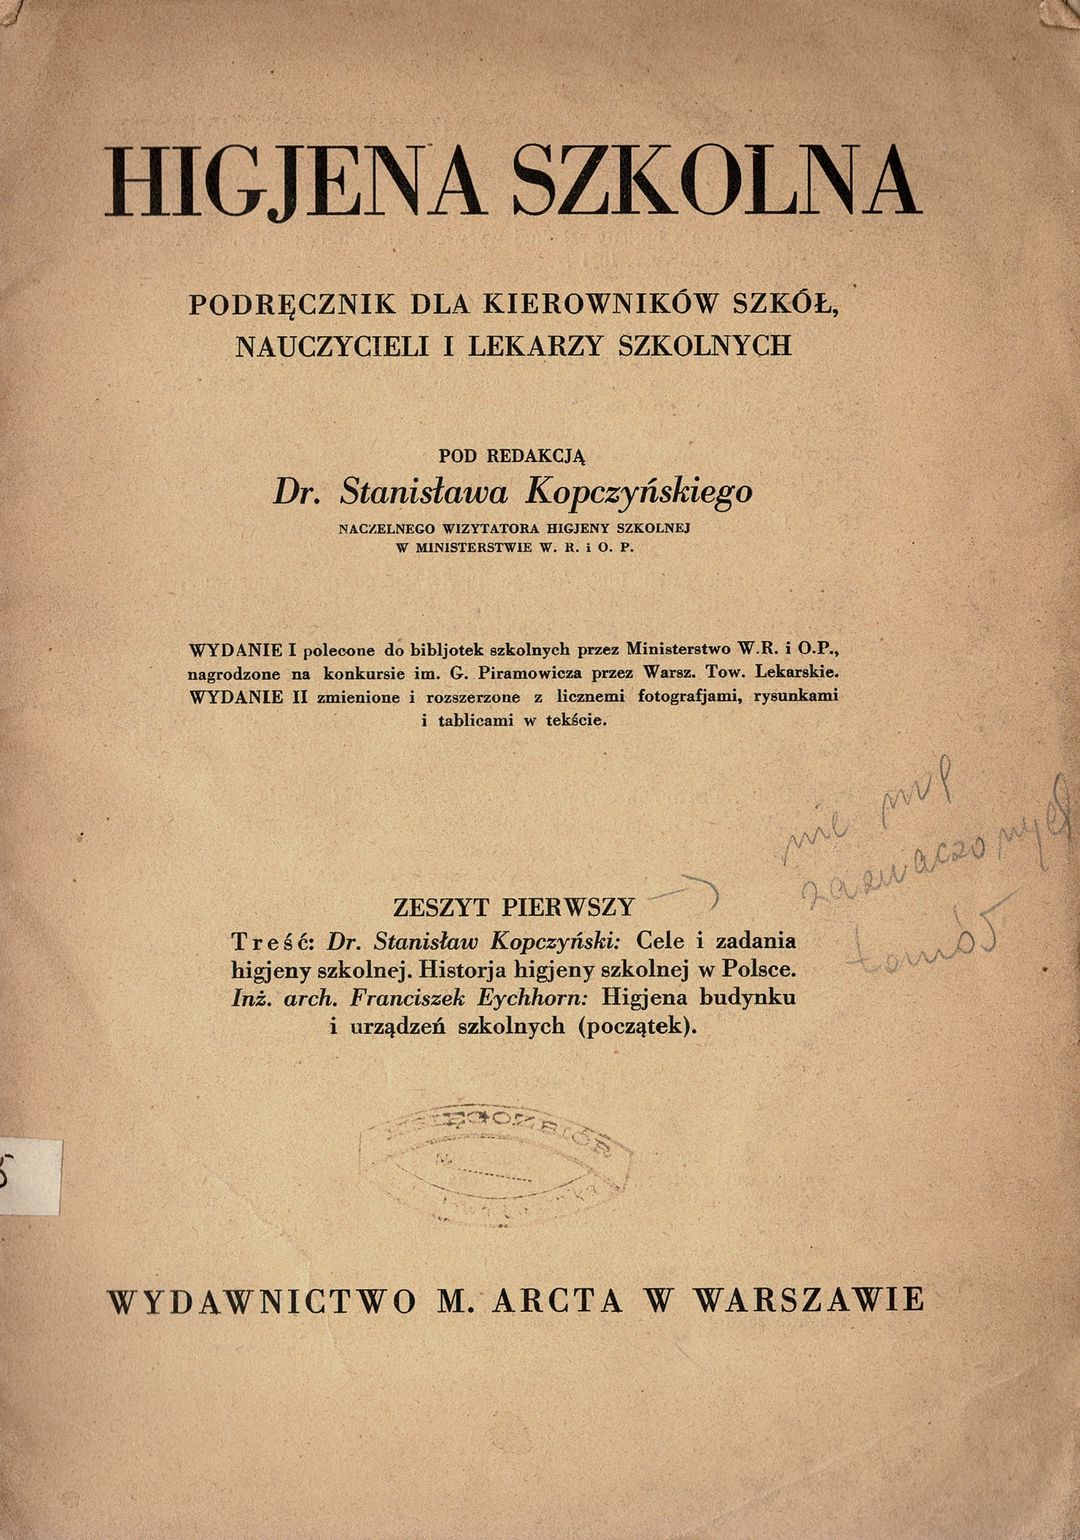 HIGJENA SZKOLNA
PODRĘCZNIK DLA KIEROWNIKÓW SZKÓŁ,
NAUCZYCIELI I LEKARZY SZKOLNYCH
POD REDAKCJĄ
Dr. Stanisława Kopczyńskiego
NACZELNEGO WIZYTATORA HIGJENY SZKOLNEJ
W MINISTERSTWIE W. R. i O. P.
WYDANIE I polecone do bibljotek szkolnych przez Ministerstwo W.R. i O.P.,
nagrodzone na konkursie im. G. Piramowicza przez Warsz. Tow. Lekarskie.
WYDANIE II zmienione i rozszerzone z licznemi fotografjami, rysunkami
i tablicami w tekście.
nie ma
zaznaczonych
tomów
ZESZYT PIERWSZY
Treść: Dr. Stanisław Kopczyński: Cele i zadania
higjeny szkolnej. Historja higjeny szkolnej w Polsce.
Inż. arch. Franciszek Eychhorn: Higjena budynku
i urządzeń szkolnych (początek).
KSIĘGOZBIÓR
5
WYDAWNICTWO M. ARCTA W WARSZAWIE